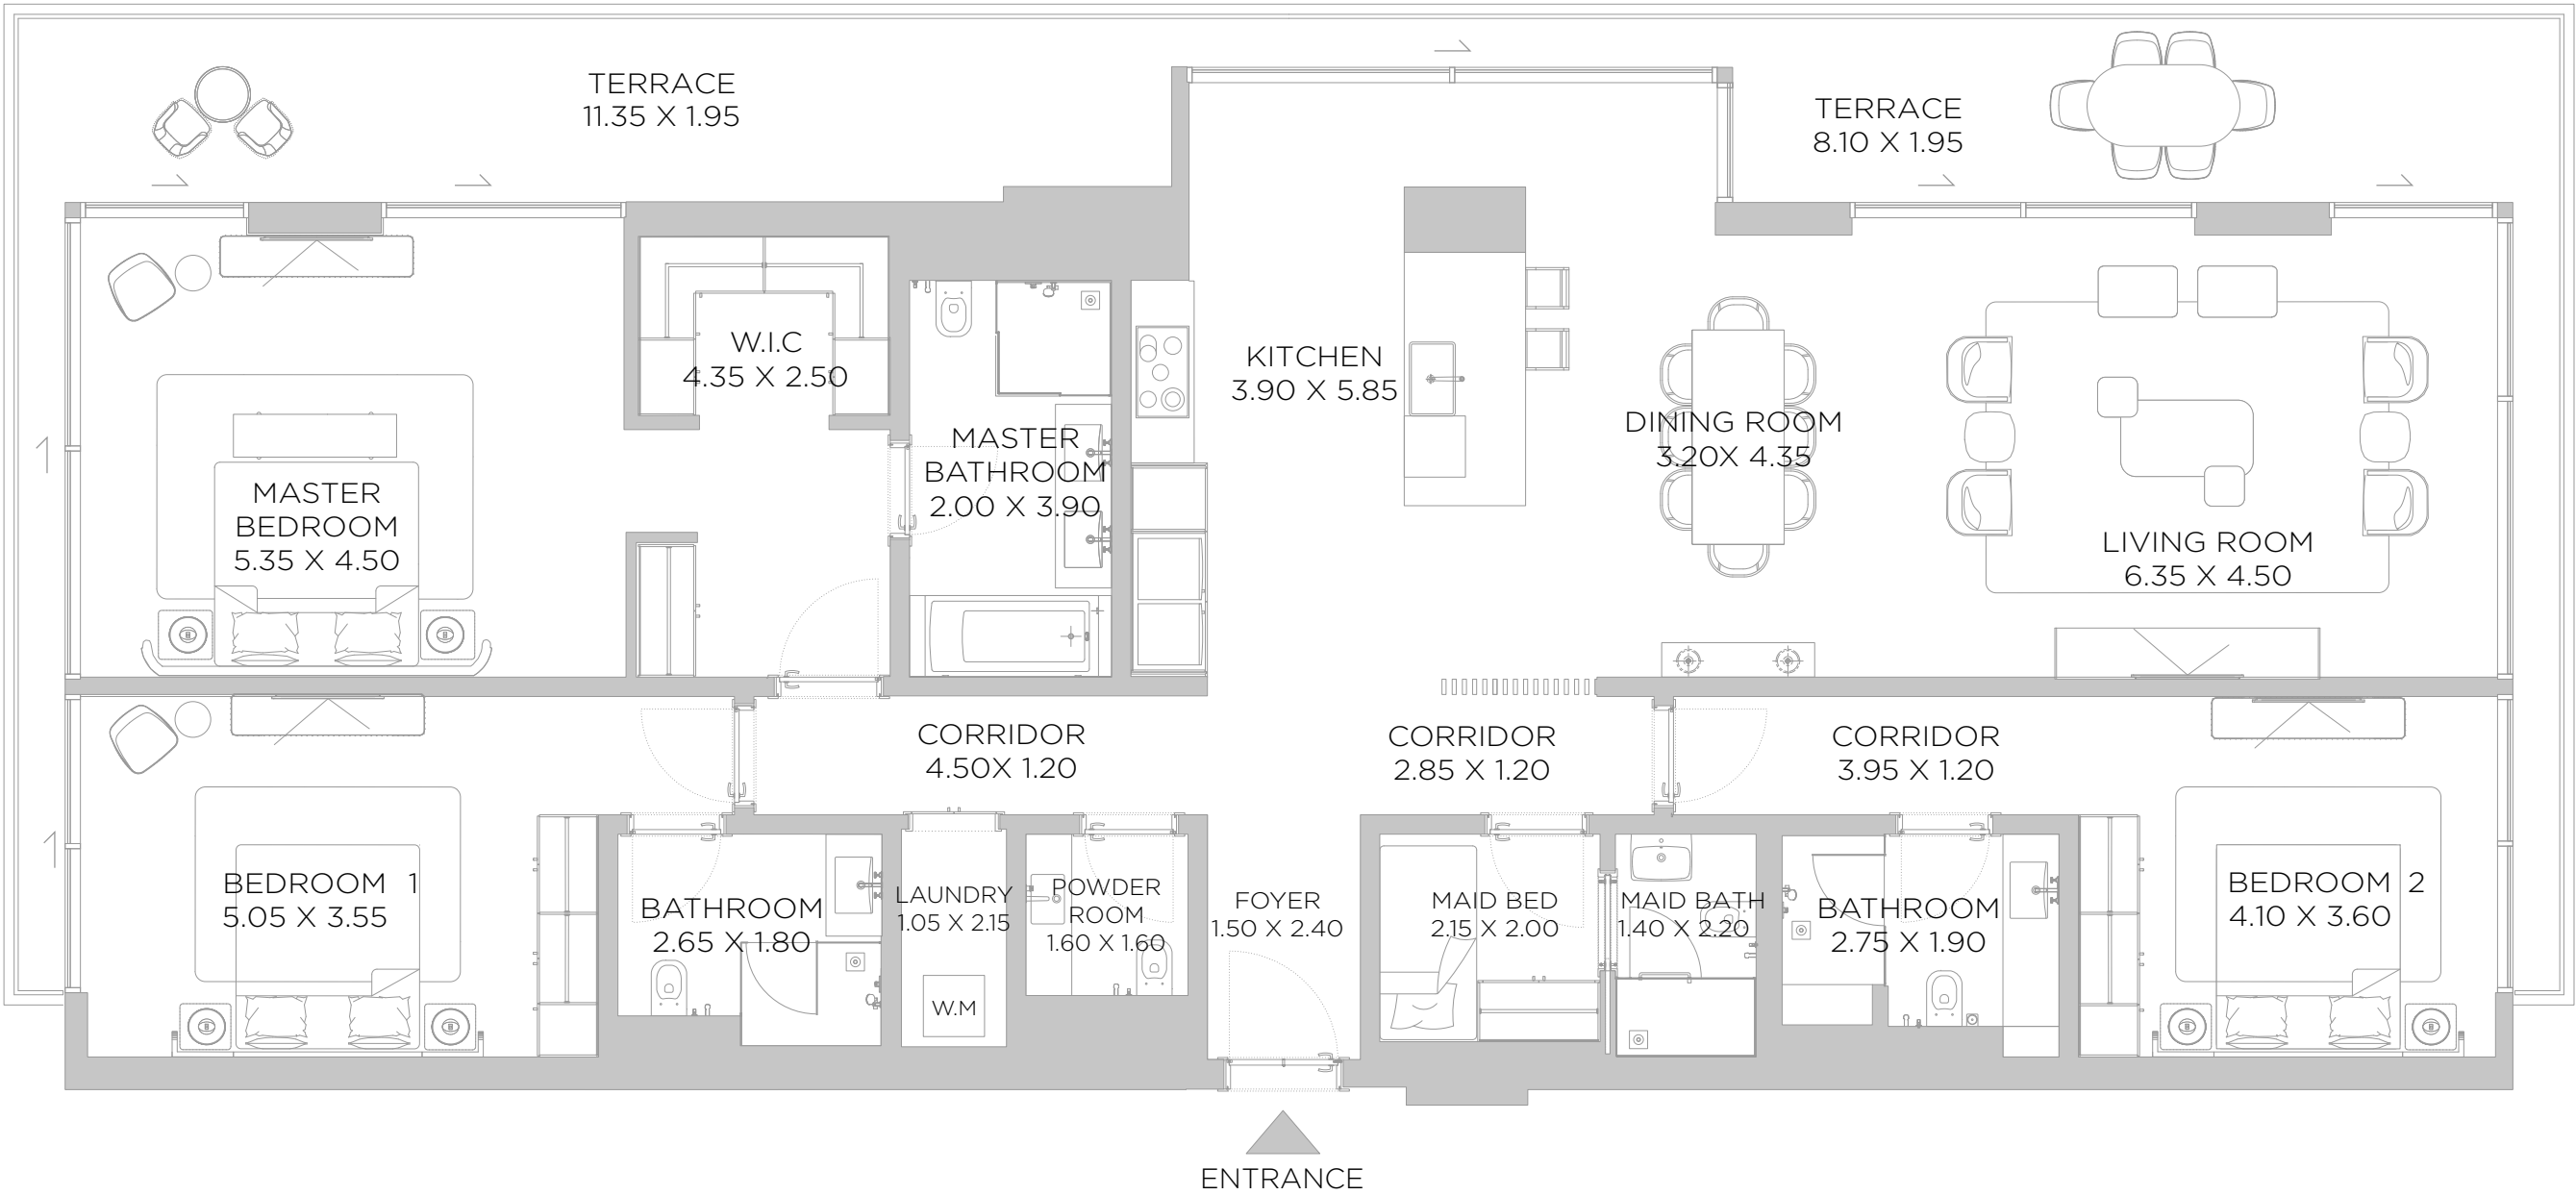 TERRACE
11.35 X 1.95
TERRACE
8.10 X 1.95
W.I.C
4.35 X 2.50
KITCHEN
3.90 X 5.85
MASTER
BATHROOM
2.00 X 3.90
DINING ROOM
3.20X 4.35
MASTER
BEDROOM
5.35 X 4.50
LIVING ROOM
6.35 X 4.50
CORRIDOR
4.50X 1.20
CORRIDOR
2.85 X 1.20
CORRIDOR
3.95 X 1.20
BEDROOM 1
5.05 X 3.55
BATHROOM
2.65 X 1.80
LAUNDRY
1.05 X 2.15
W.M
POWDER
ROOM
1.60 X 1.60
FOYER
1.50 X 2.40
MAID BED
2.15 X 2.00
MAID BATH
1.40 X 2.20
BATHROOM
2.75 X 1.90
BEDROOM 2
4.10 X 3.60
ENTRANCE